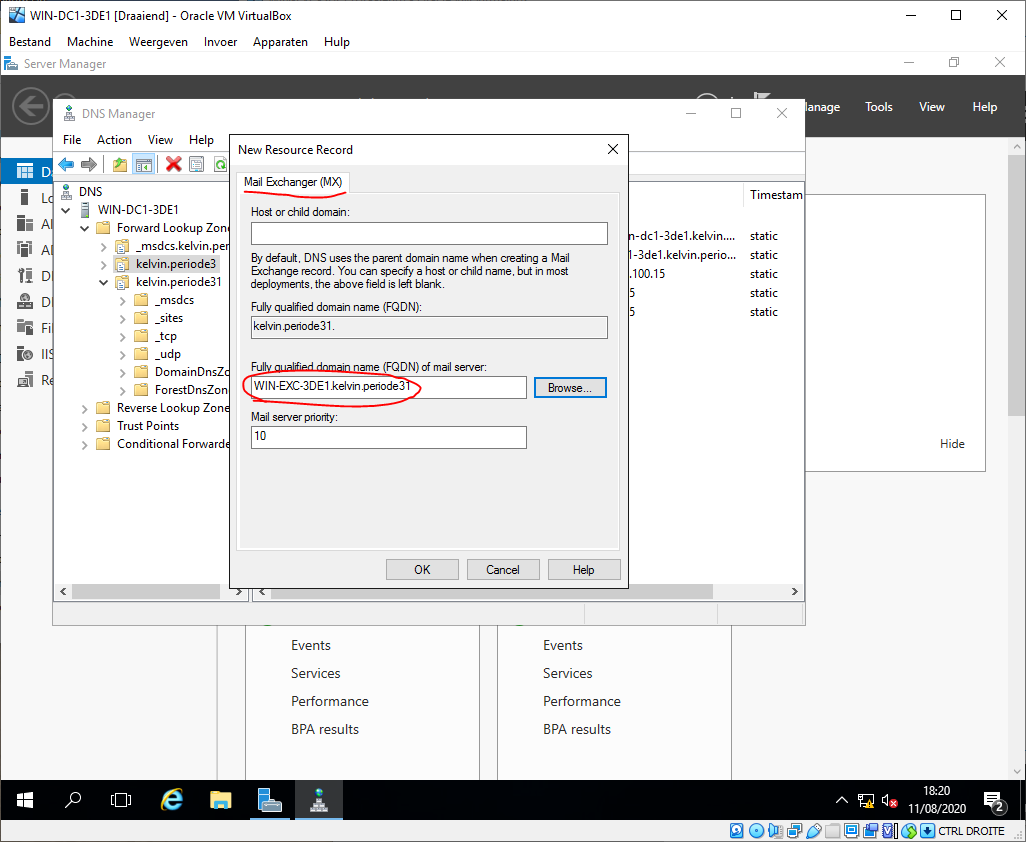 WIN-DC1-3DE1 [Draaiend] - Oracle VM VirtualBox
Bestand Machine Weergeven Invoer Apparaten Hulp
Server Manager
Manage Tools View Help
DNS Manager
File Action View Help
DNS
WIN-DC1-3DE1
Forward Lookup Zone
_msdcs.kelvin.per
kelvin.periode3
kelvin.periode31
_msdcs
_sites
_tcp
_udp
DomainDnsZo
ForestDnsZon
Reverse Lookup Zone
Trust Points
Conditional Forwarde
New Resource Record
Mail Exchanger (MX)
Host or child domain:
By default, DNS uses the parent domain name when creating a Mail
Exchange record. You can specify a host or child name, but in most
deployments, the above field is left blank.
Fully qualified domain name (FQDN):
kelvin.periode31.
Fully qualified domain name (FQDN) of mail server:
WIN-EXC-3DE1.kelvin.periode31
Browse...
Mail server priority:
10
OK Cancel Help
Timestam
n-dc1-3de1.kelvin.... static
1-3de1.kelvin.perio... static
.100.15 static
5 static
5 static
Hide
Events
Services
Performance
BPA results
Events
Services
Performance
BPA results
18:20
11/08/2020
2
CTRL DROITE